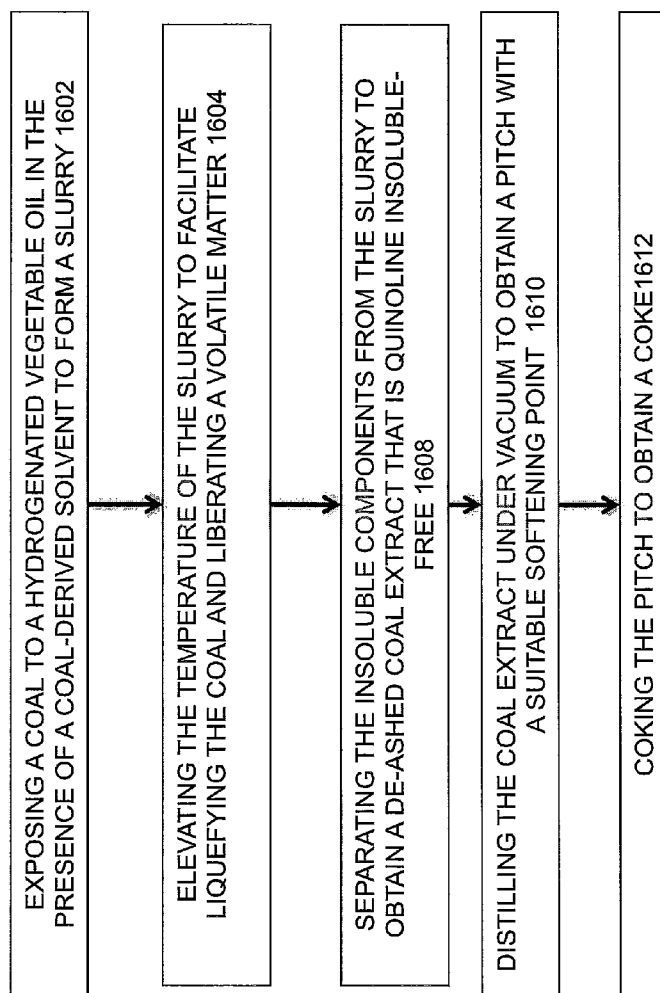 EXPOSING A COAL TO A HYDROGENATED VEGETABLE OIL IN THE
PRESENCE OF A COAL-DERIVED SOLVENT TO FORM A SLURRY 1602
ELEVATING THE TEMPERATURE OF THE SLURRY TO FACILITATE
LIQUEFYING THE COAL AND LIBERATING A VOLATILE MATTER 1604
SEPARATING THE INSOLUBLE COMPONENTS FROM THE SLURRY TO
OBTAIN A DE-ASHED COAL EXTRACT THAT IS QUINOLINE INSOLUBLE-
FREE 1608
DISTILLING THE COAL EXTRACT UNDER VACUUM TO OBTAIN A PITCH WITH
A SUITABLE SOFTENING POINT 1610
COKING THE PITCH TO OBTAIN A COKE1612